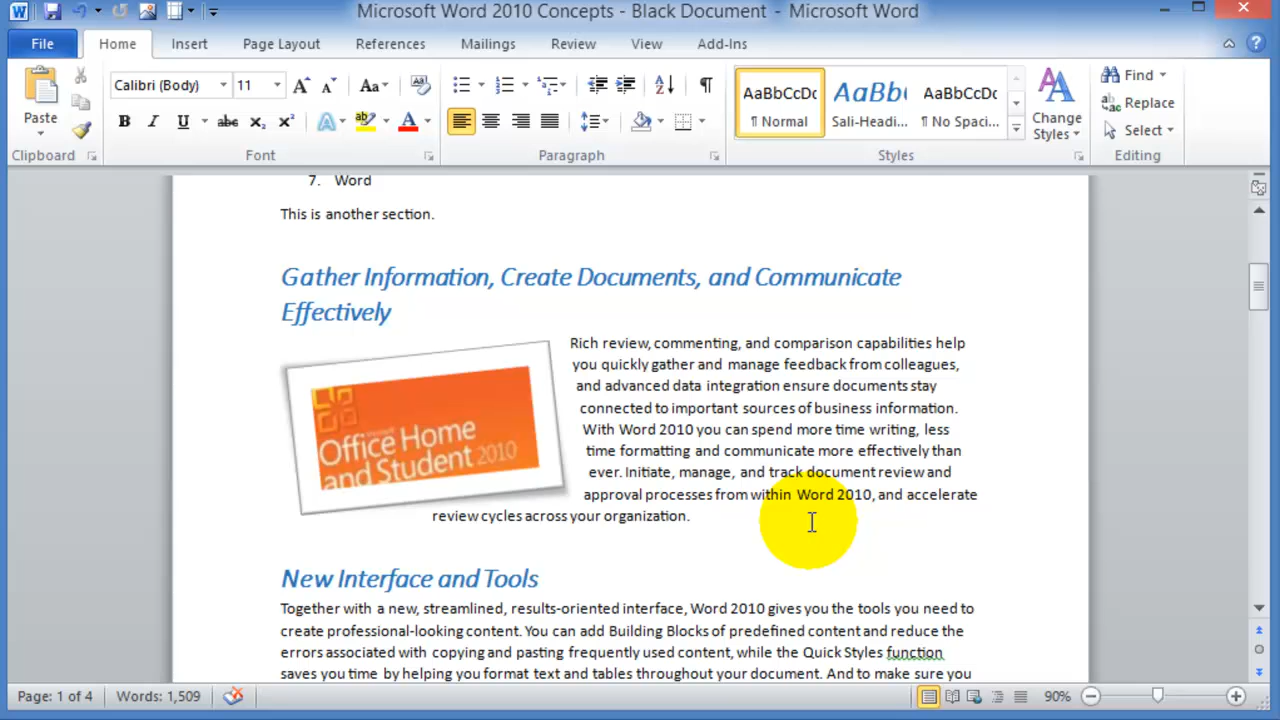 Microsoft Word 2010 Concepts - Black Document - Microsoft Word
File Home Insert Page Layout References Mailings Review View Add-Ins
Calibri (Body) 11 Aa AaBbCcDc AaBbC AaBbCcDc Find
Replace
Paste B I U abc x₂ x² A ab A ¶ Normal Sali-Headi... ¶ No Spaci... Change Styles Select
Clipboard Font Paragraph Styles Editing
7. Word
This is another section.
Gather Information, Create Documents, and Communicate
Effectively
Rich review, commenting, and comparison capabilities help
you quickly gather and manage feedback from colleagues,
and advanced data integration ensure documents stay
connected to important sources of business information.
With Word 2010 you can spend more time writing, less
time formatting and communicate more effectively than
ever. Initiate, manage, and track document review and
approval processes from within Word 2010, and accelerate
review cycles across your organization.
Microsoft
Office Home
and Student 2010
New Interface and Tools
Together with a new, streamlined, results-oriented interface, Word 2010 gives you the tools you need to
create professional-looking content. You can add Building Blocks of predefined content and reduce the
errors associated with copying and pasting frequently used content, while the Quick Styles function
saves you time by helping you format text and tables throughout your document. And to make sure you
Page: 1 of 4 Words: 1,509 90%